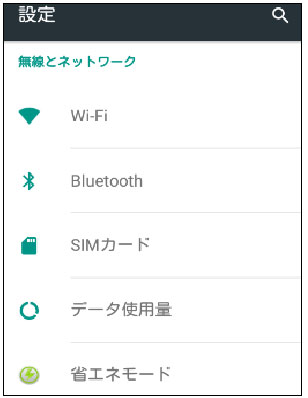 設定
無線とネットワーク
Wi-Fi
Bluetooth
SIMカード
データ使用量
省エネモード